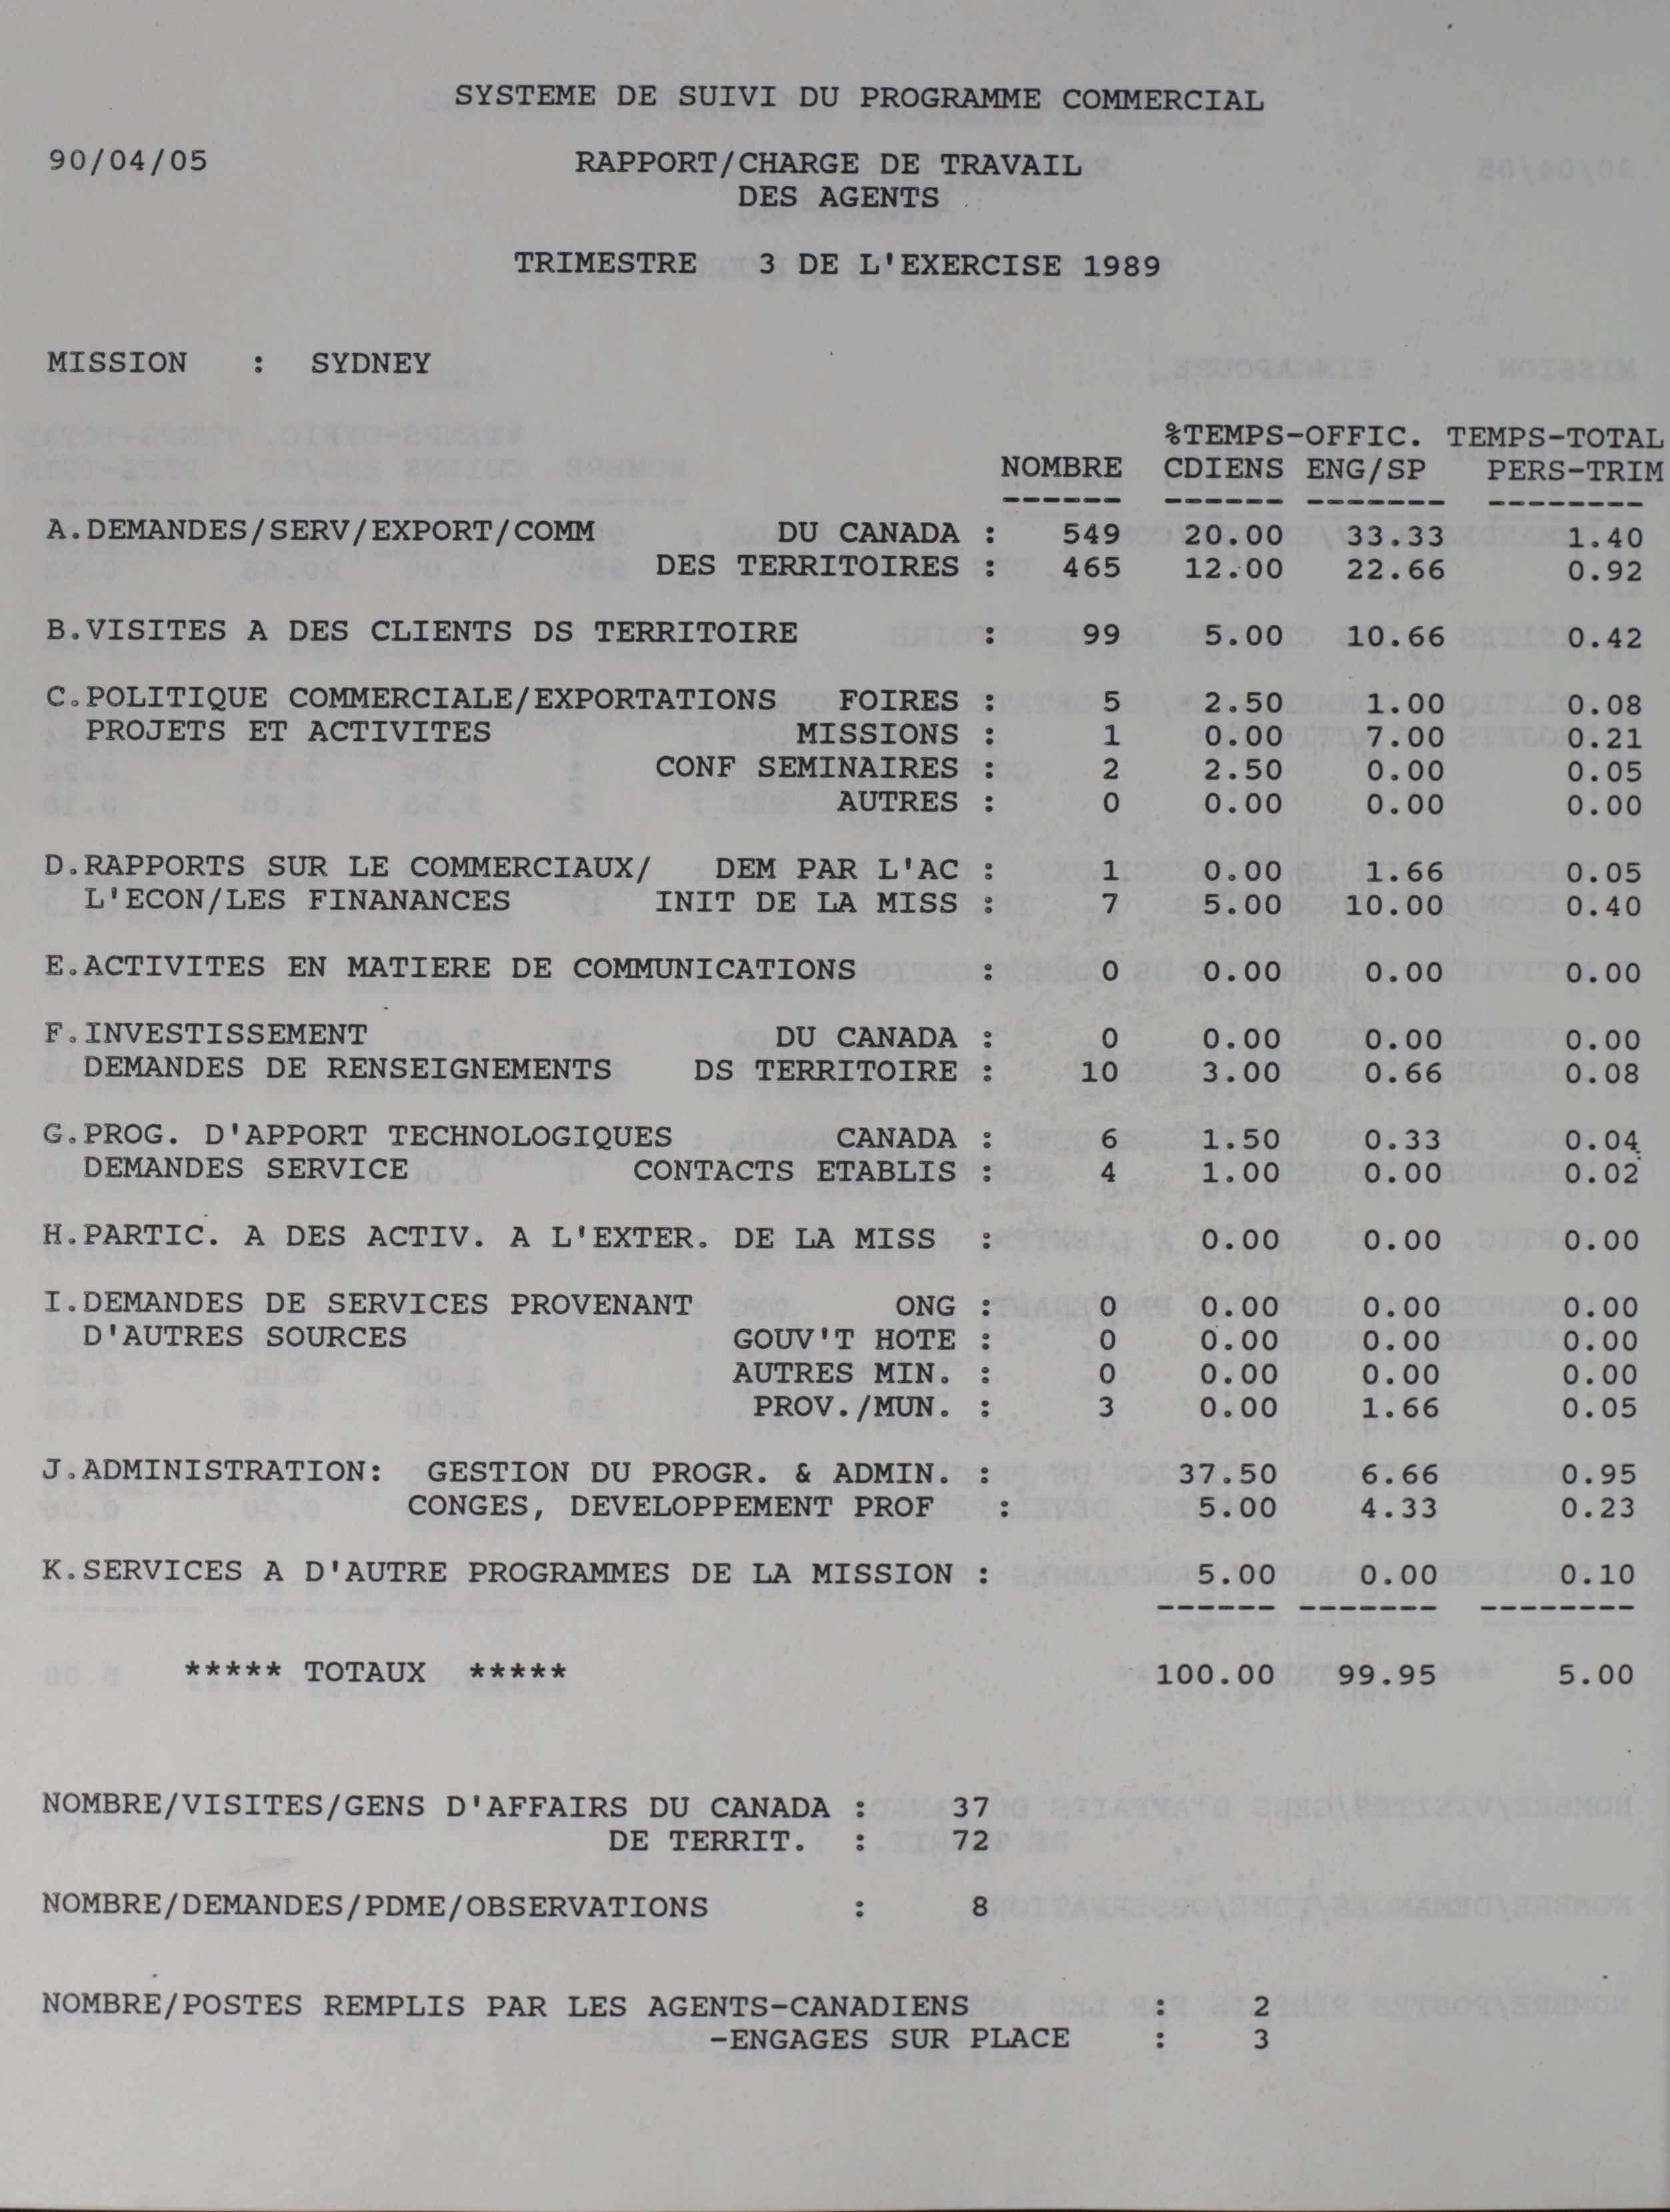 SYSTEME DE SUIVI DU PROGRAMME COMMERCIAL
90/04/05 RAPPORT/CHARGE DE TRAVAIL
DES AGENTS
TRIMESTRE 3 DE L'EXERCISE 1989
MISSION : SYDNEY
%TEMPS-OFFIC. TEMPS-TOTAL
NOMBRE CDIENS ENG/SP PERS-TRIM
------ ------ ------- --------
A.DEMANDES/SERV/EXPORT/COMM DU CANADA : 549 20.00 33.33 1.40
DES TERRITOIRES : 465 12.00 22.66 0.92
B.VISITES A DES CLIENTS DS TERRITOIRE : 99 5.00 10.66 0.42
C.POLITIQUE COMMERCIALE/EXPORTATIONS FOIRES : 5 2.50 1.00 0.08
PROJETS ET ACTIVITES MISSIONS : 1 0.00 7.00 0.21
CONF SEMINAIRES : 2 2.50 0.00 0.05
AUTRES : 0 0.00 0.00 0.00
D.RAPPORTS SUR LE COMMERCIAUX/ DEM PAR L'AC : 1 0.00 1.66 0.05
L'ECON/LES FINANANCES INIT DE LA MISS : 7 5.00 10.00 0.40
E.ACTIVITES EN MATIERE DE COMMUNICATIONS : 0 0.00 0.00 0.00
F.INVESTISSEMENT DU CANADA : 0 0.00 0.00 0.00
DEMANDES DE RENSEIGNEMENTS DS TERRITOIRE : 10 3.00 0.66 0.08
G.PROG. D'APPORT TECHNOLOGIQUES CANADA : 6 1.50 0.33 0.04
DEMANDES SERVICE CONTACTS ETABLIS : 4 1.00 0.00 0.02
H.PARTIC. A DES ACTIV. A L'EXTER. DE LA MISS : 0.00 0.00 0.00
I.DEMANDES DE SERVICES PROVENANT ONG : 0 0.00 0.00 0.00
D'AUTRES SOURCES GOUV'T HOTE : 0 0.00 0.00 0.00
AUTRES MIN. : 0 0.00 0.00 0.00
PROV./MUN. : 3 0.00 1.66 0.05
J.ADMINISTRATION: GESTION DU PROGR. & ADMIN. : 37.50 6.66 0.95
CONGES, DEVELOPPEMENT PROF : 5.00 4.33 0.23
K.SERVICES A D'AUTRE PROGRAMMES DE LA MISSION : 5.00 0.00 0.10
------ ------- --------
***** TOTAUX ***** 100.00 99.95 5.00
NOMBRE/VISITES/GENS D'AFFAIRS DU CANADA : 37
DE TERRIT. : 72
NOMBRE/DEMANDES/PDME/OBSERVATIONS : 8
NOMBRE/POSTES REMPLIS PAR LES AGENTS-CANADIENS : 2
-ENGAGES SUR PLACE : 3